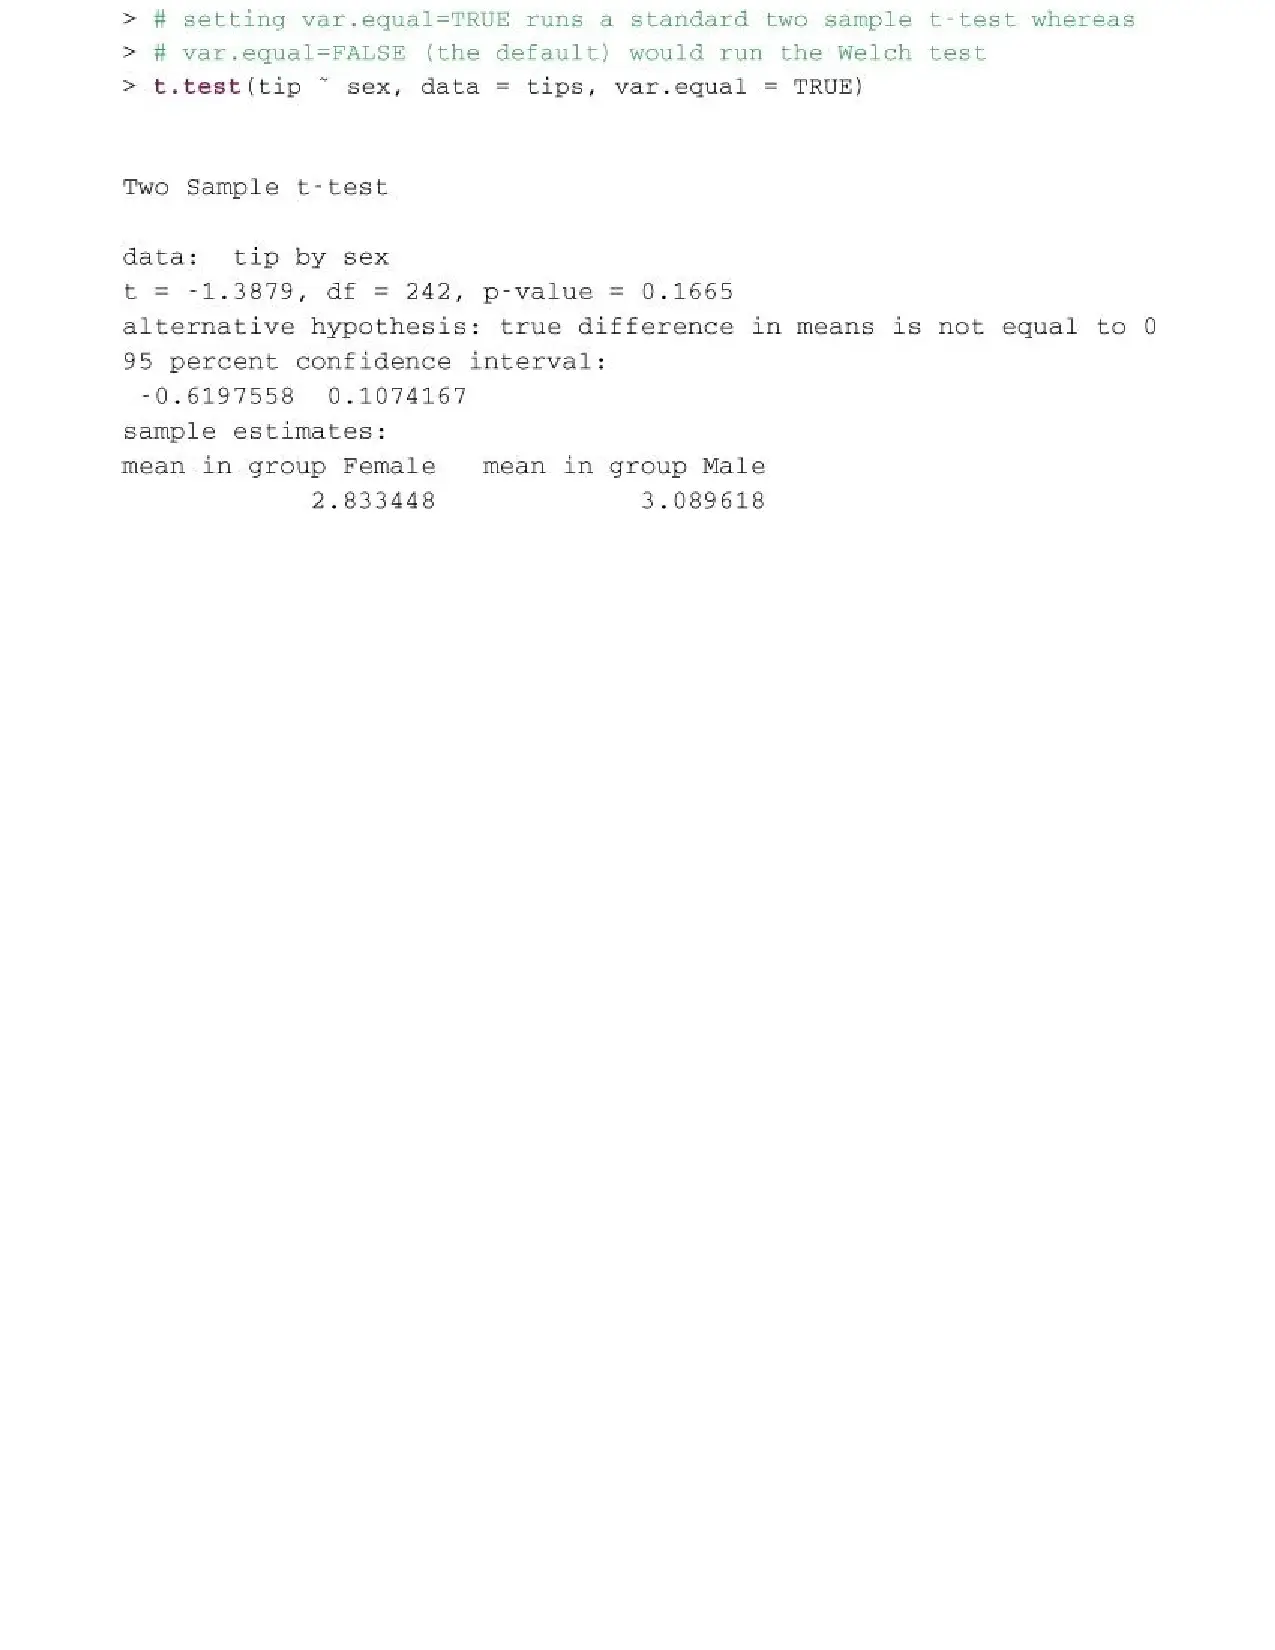 > # setting var.equal=TRUE runs a standard two sample t-test whereas
> # var.equal=FALSE (the default) would run the Welch test
> t.test(tip ˜ sex, data = tips, var.equal = TRUE)
Two Sample t-test
data: tip by sex
t = -1.3879, df = 242, p-value = 0.1665
alternative hypothesis: true difference in means is not equal to 0
95 percent confidence interval:
-0.6197558 0.1074167
sample estimates:
mean in group Female mean in group Male
2.833448 3.089618